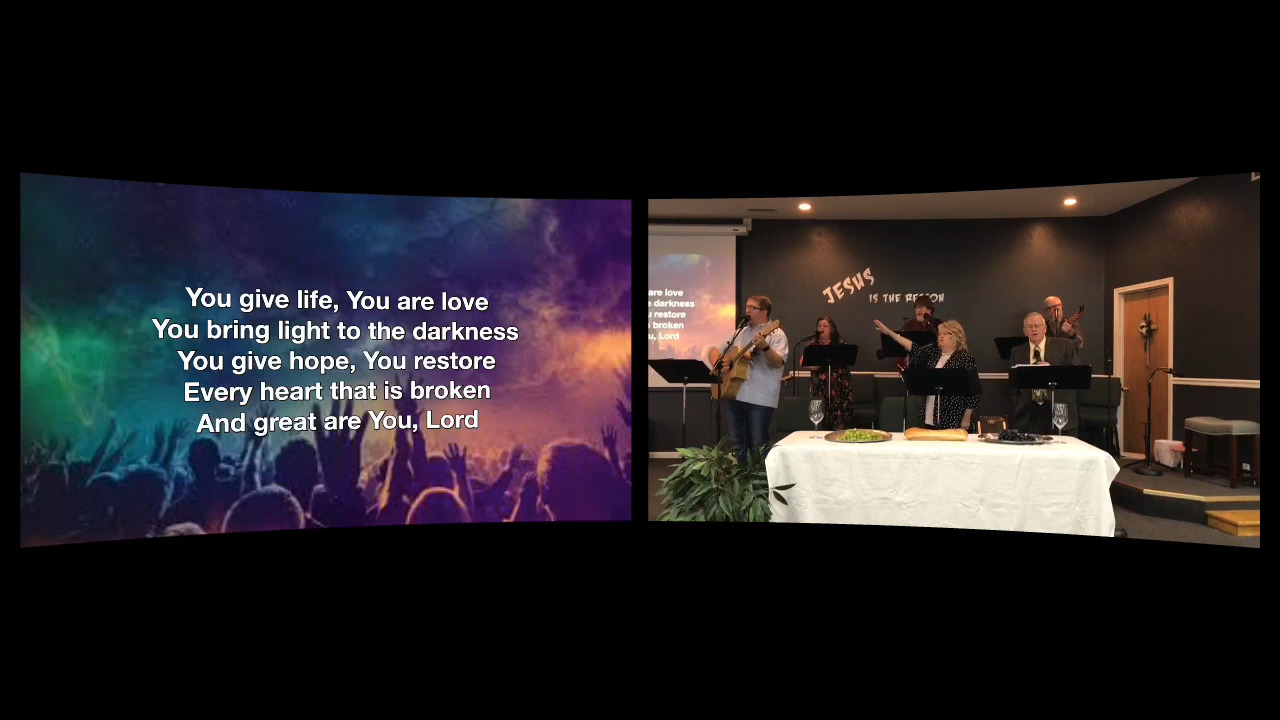 You give life, You are love
You bring light to the darkness
You give hope, You restore
Every heart that is broken
And great are You, Lord
are love
darkness
restore
broken
Lord
JESUS
IS THE REASON